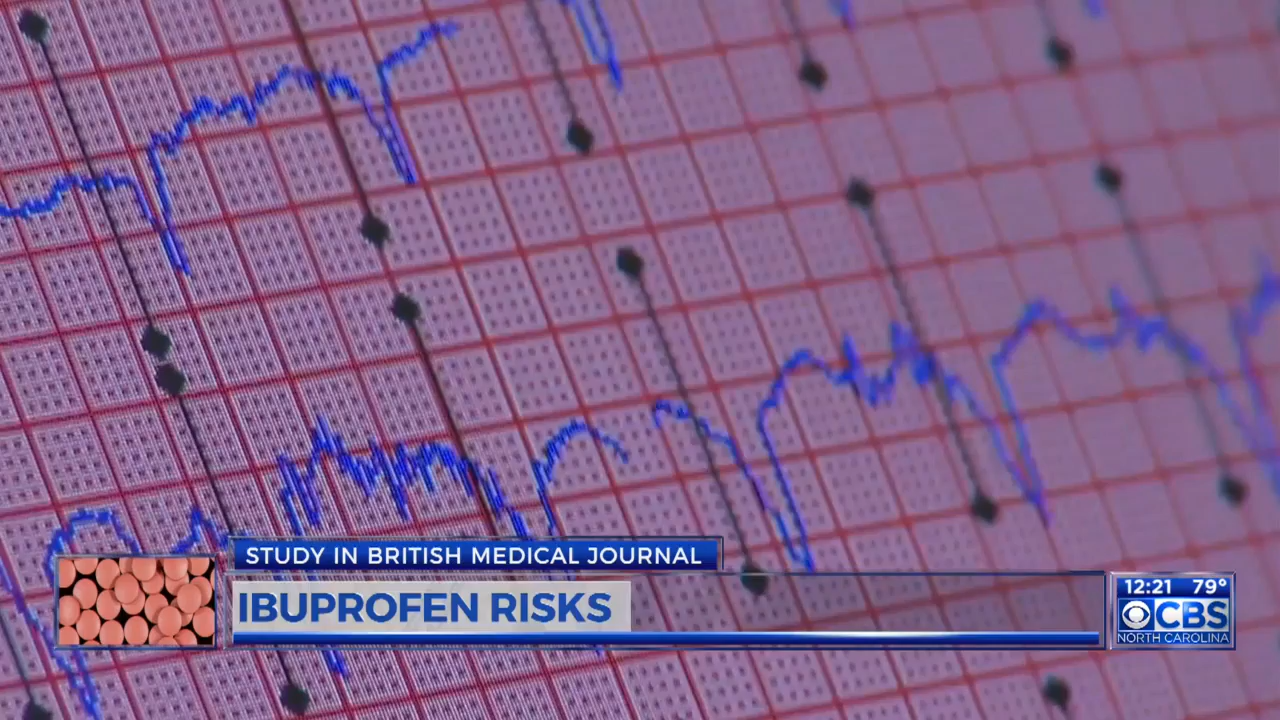 STUDY IN BRITISH MEDICAL JOURNAL
IBUPROFEN RISKS
12:21 79°
CBS
NORTH CAROLINA